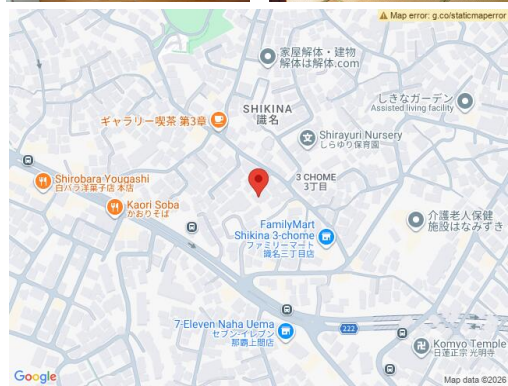 Map error: g.co/staticmaperror
家屋解体・建物
解体は解体.com
しきなガーデン
Assisted living facility
SHIKINA
識名
ギャラリー喫茶 第3章
Shirayuri Nursery
しらゆり保育園
3 CHOME
3丁目
Shirobara Yougashi
白バラ洋菓子店 本店
Kaori Soba
かおりそば
FamilyMart
Shikina 3-chome
ファミリーマート
識名三丁目店
介護老人保健
施設はなみずき
7-Eleven Naha Uema
セブン-イレブン
那覇上間店
222
Komyo Temple
日蓮正宗 光明寺
Google
Map data ©2026